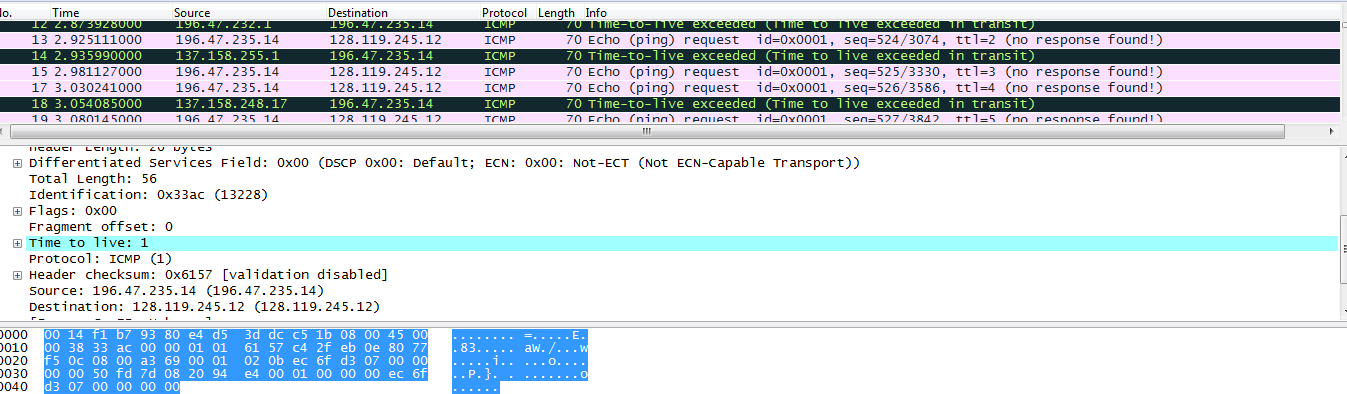 No. Time Source Destination Protocol Length Info
12 2.873928000 196.47.232.1 196.47.235.14 ICMP 70 Time-to-live exceeded (Time to live exceeded in transit)
13 2.925111000 196.47.235.14 128.119.245.12 ICMP 70 Echo (ping) request id=0x0001, seq=524/3074, ttl=2 (no response found!)
14 2.935990000 137.158.255.1 196.47.235.14 ICMP 70 Time-to-live exceeded (Time to live exceeded in transit)
15 2.981127000 196.47.235.14 128.119.245.12 ICMP 70 Echo (ping) request id=0x0001, seq=525/3330, ttl=3 (no response found!)
17 3.030241000 196.47.235.14 128.119.245.12 ICMP 70 Echo (ping) request id=0x0001, seq=526/3586, ttl=4 (no response found!)
18 3.054085000 137.158.248.17 196.47.235.14 ICMP 70 Time-to-live exceeded (Time to live exceeded in transit)
19 3.080145000 196.47.235.14 128.119.245.12 ICMP 70 Echo (ping) request id=0x0001, seq=527/3842, ttl=5 (no response found!)
Header Length: 20 bytes
Differentiated Services Field: 0x00 (DSCP 0x00: Default; ECN: 0x00: Not-ECT (Not ECN-Capable Transport))
Total Length: 56
Identification: 0x33ac (13228)
Flags: 0x00
Fragment offset: 0
Time to live: 1
Protocol: ICMP (1)
Header checksum: 0x6157 [validation disabled]
Source: 196.47.235.14 (196.47.235.14)
Destination: 128.119.245.12 (128.119.245.12)
0000 00 14 f1 b7 93 80 e4 d5 3d dc c5 1b 08 00 45 00 ........ =.....E.
0010 00 38 33 ac 00 00 01 01 61 57 c4 2f eb 0e 80 77 .83..... aW./...w
0020 f5 0c 08 00 a3 69 00 01 02 0b ec 6f d3 07 00 00 .....i.. ...o....
0030 00 00 50 fd 7d 08 20 94 e4 00 01 00 00 00 ec 6f ..P.}. . .......o
0040 d3 07 00 00 00 00 ......